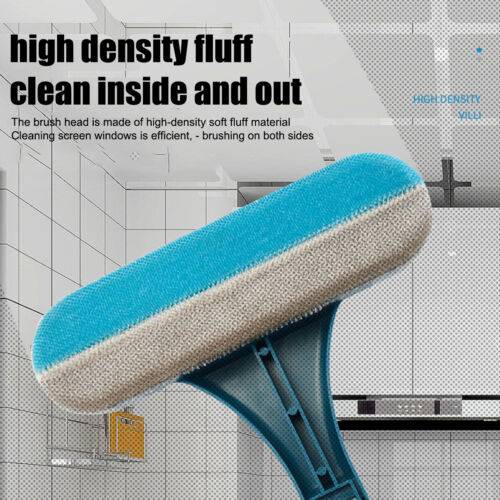 high density fluff
clean inside and out
The brush head is made of high-density soft fluff material
Cleaning screen windows is efficient, - brushing on both sides
HIGH DENSITY
VILLI